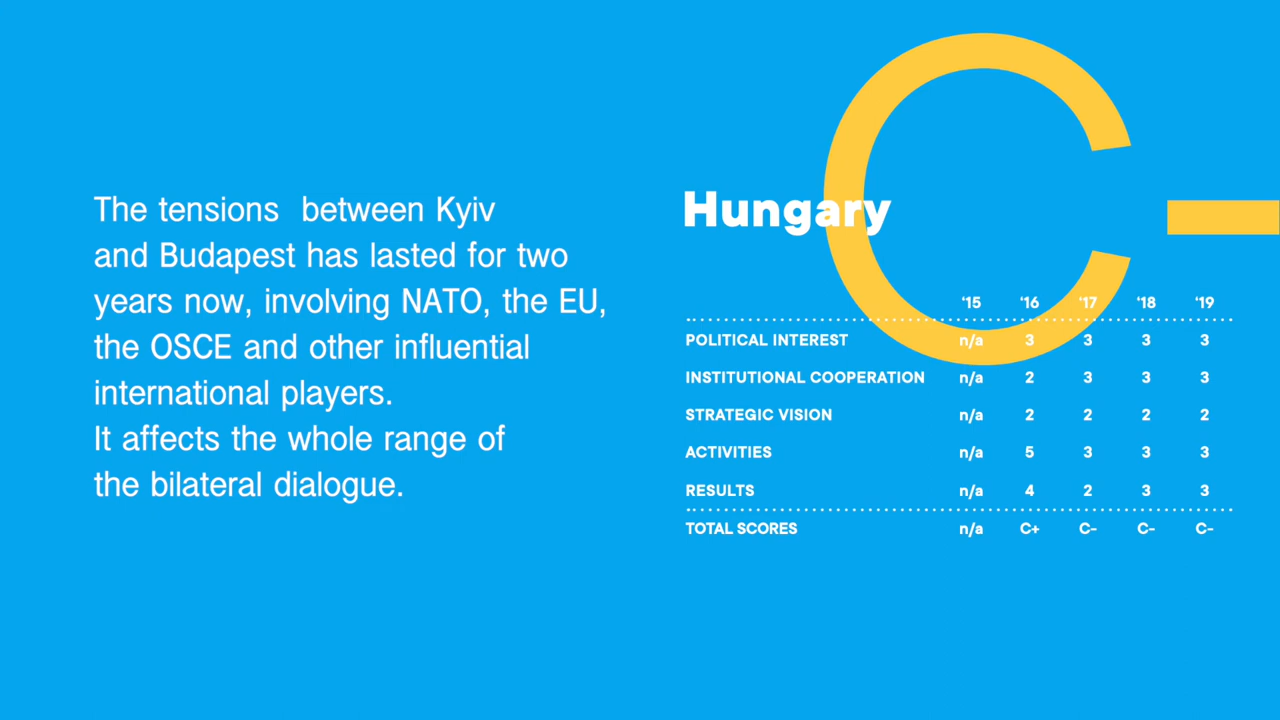 The tensions  between Kyiv
and Budapest has lasted for two
years now, involving NATO, the EU,
the OSCE and other influential
international players.
It affects the whole range of
the bilateral dialogue.
C-
Hungary
‘15 ‘16 ‘17 ‘18 ‘19
POLITICAL INTEREST n/a 3 3 3 3
INSTITUTIONAL COOPERATION n/a 2 3 3 3
STRATEGIC VISION n/a 2 2 2 2
ACTIVITIES n/a 5 3 3 3
RESULTS n/a 4 2 3 3
TOTAL SCORES n/a C+ C- C- C-